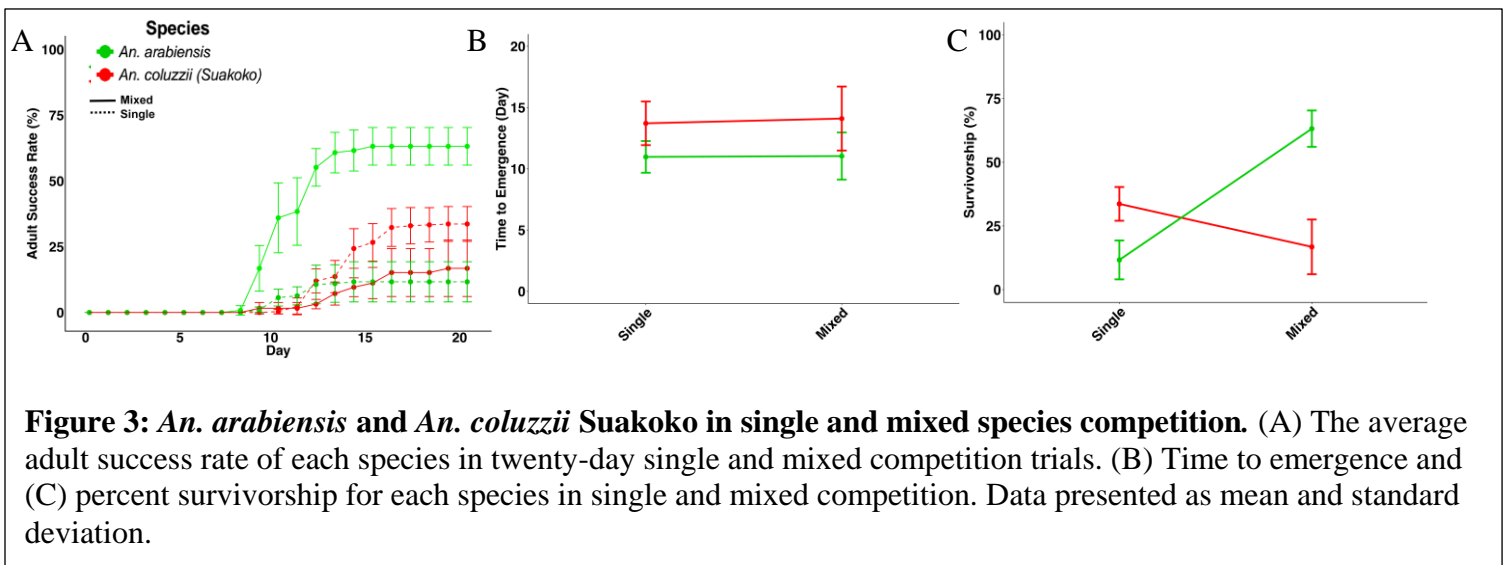 A
Species
An. arabiensis
An. coluzzii (Suakoko)
Mixed
Single
Adult Success Rate (%)
100
75
50
25
0
0 5 10 15 20
Day
B
Time to Emergence (Day)
20
15
10
5
0
Single Mixed
C
Survivorship (%)
100
75
50
25
0
Single Mixed
Figure 3: An. arabiensis and An. coluzzii Suakoko in single and mixed species competition. (A) The average
adult success rate of each species in twenty-day single and mixed competition trials. (B) Time to emergence and
(C) percent survivorship for each species in single and mixed competition. Data presented as mean and standard
deviation.